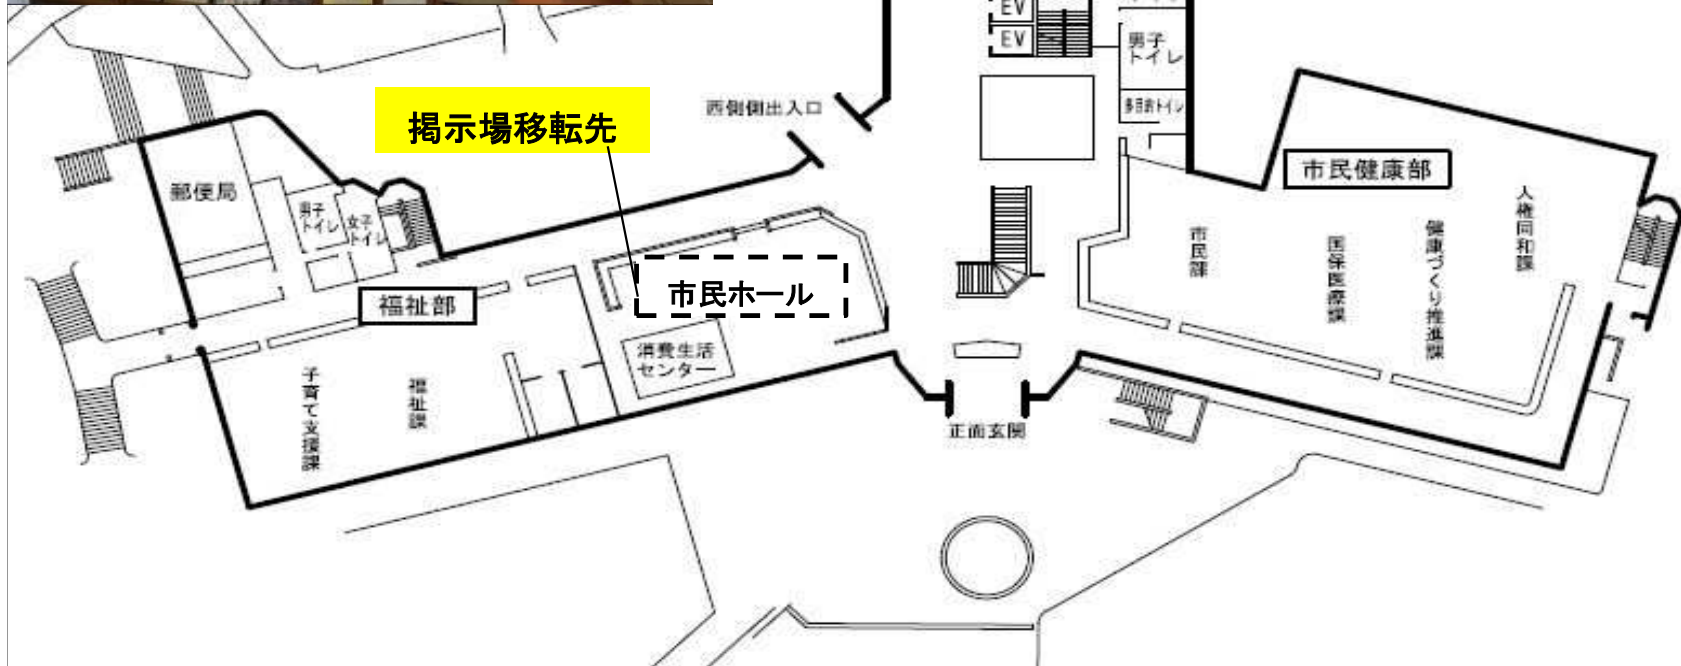 EV
EV
男子
トイレ
多目的トイレ
西側側出入口
掲示場移転先
郵便局
男子
トイレ
女子
トイレ
市民健康部
人権同和課
健康づくり推進課
国保医療課
市民課
福祉部
市民ホール
消費生活
センター
子育て支援課
福祉課
正面玄関